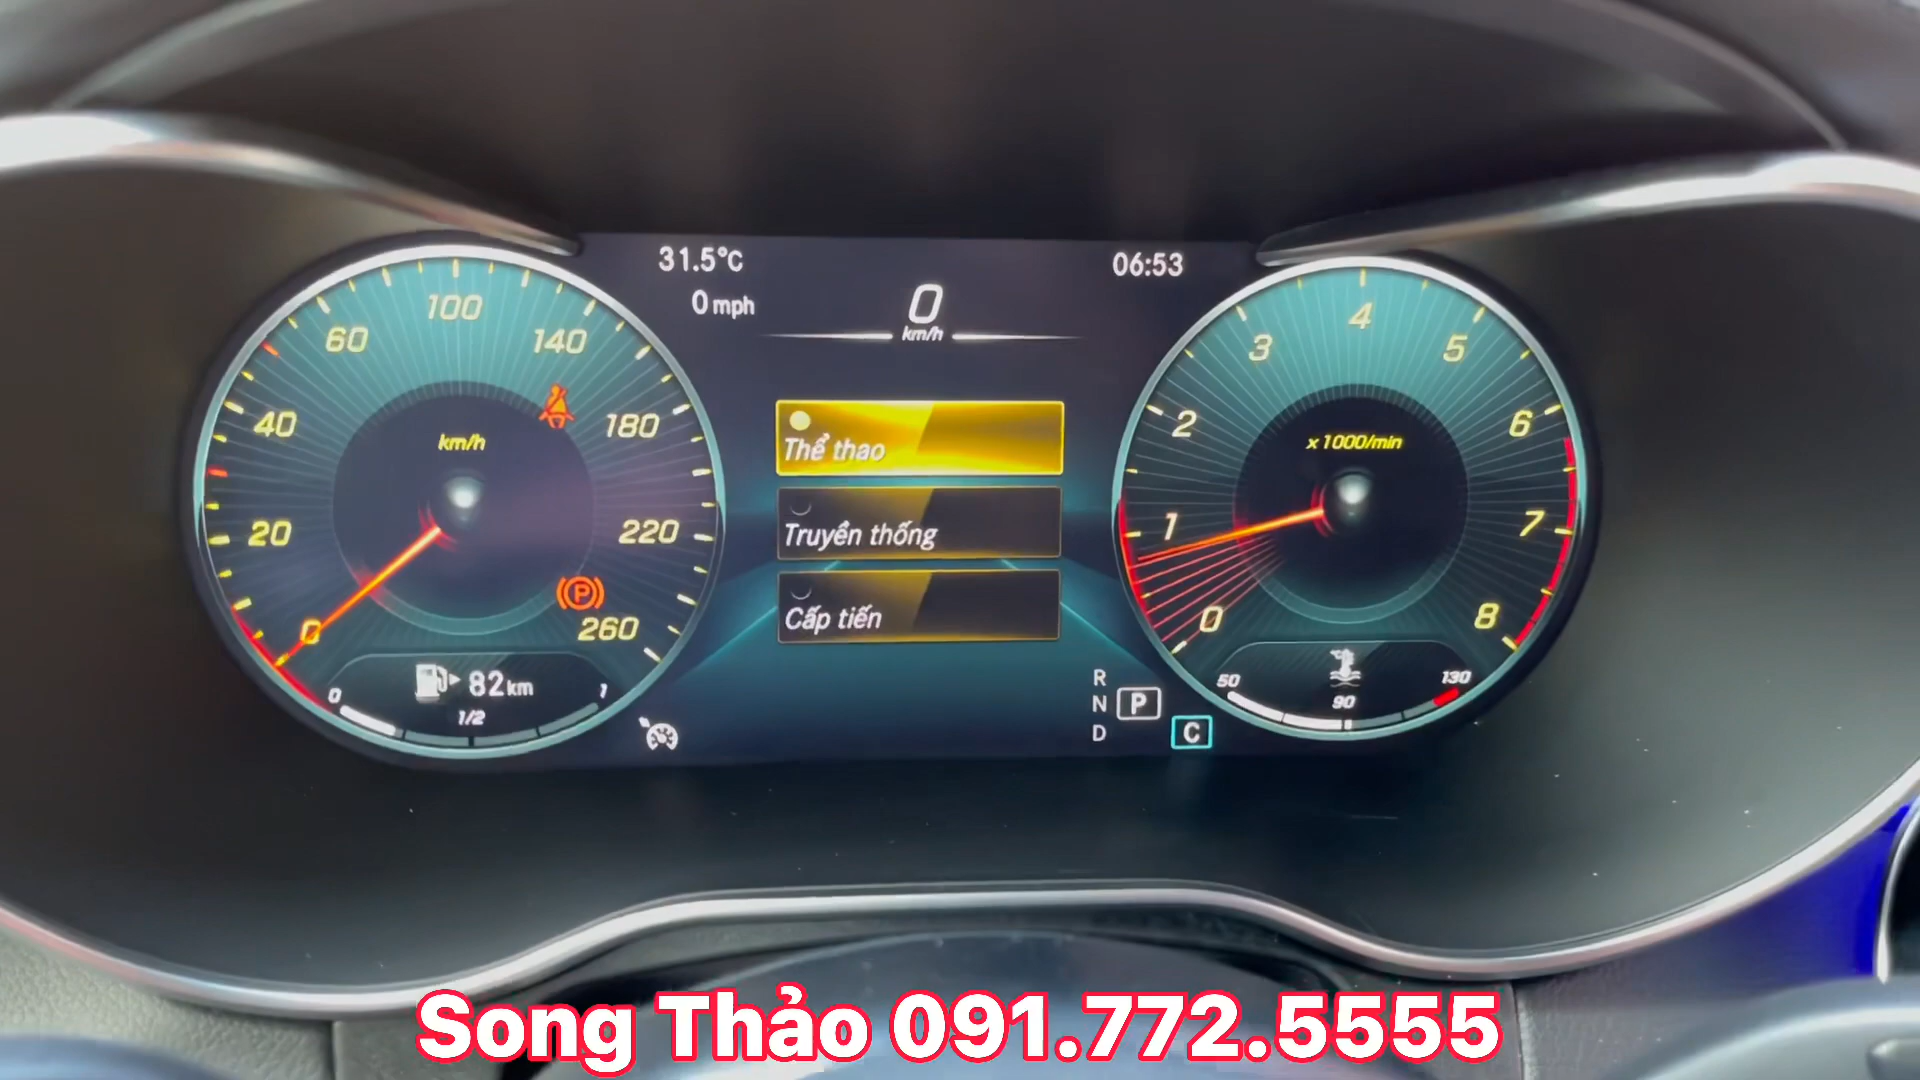 31.5°C
06:53
0 mph
0
km/h
0
20
40
60
100
140
180
220
260
km/h
P
82 km
0
1/2
1
Thể thao
Truyền thống
Cấp tiến
R
N
D
P
C
0
1
2
3
4
5
6
7
8
x 1000/min
50
90
130
Song Thảo 091.772.5555